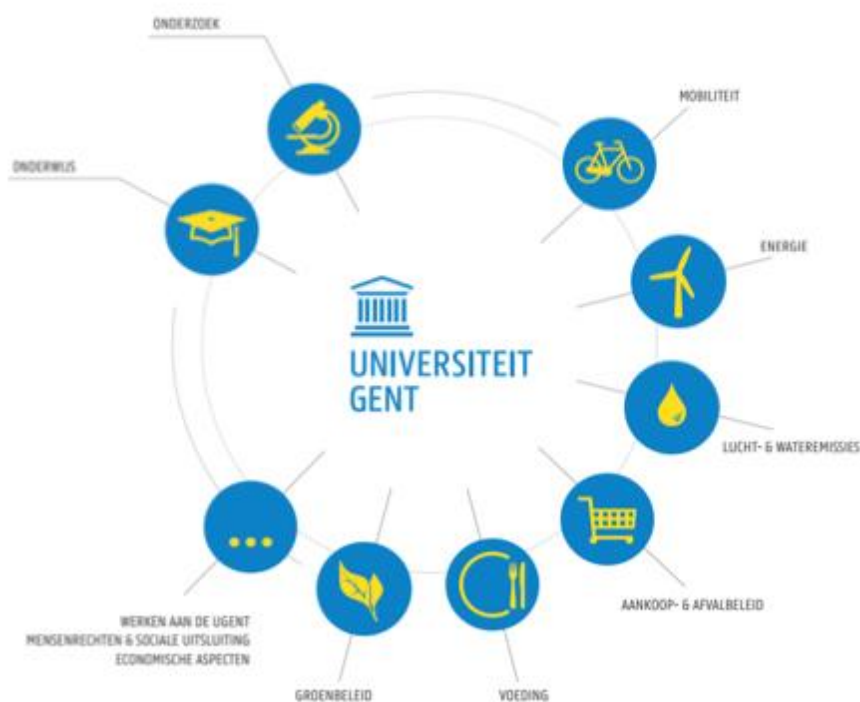 ONDERZOEK
MOBILITEIT
ONDERWIJS
ENERGIE
UNIVERSITEIT
GENT
LUCHT- & WATEREMISSIES
AANKOOP- & AFVALBELEID
WERKEN AAN DE UGENT
MENSENRECHTEN & SOCIALE UITSLUITING
ECONOMISCHE ASPECTEN
GROENBELEID
VOEDING